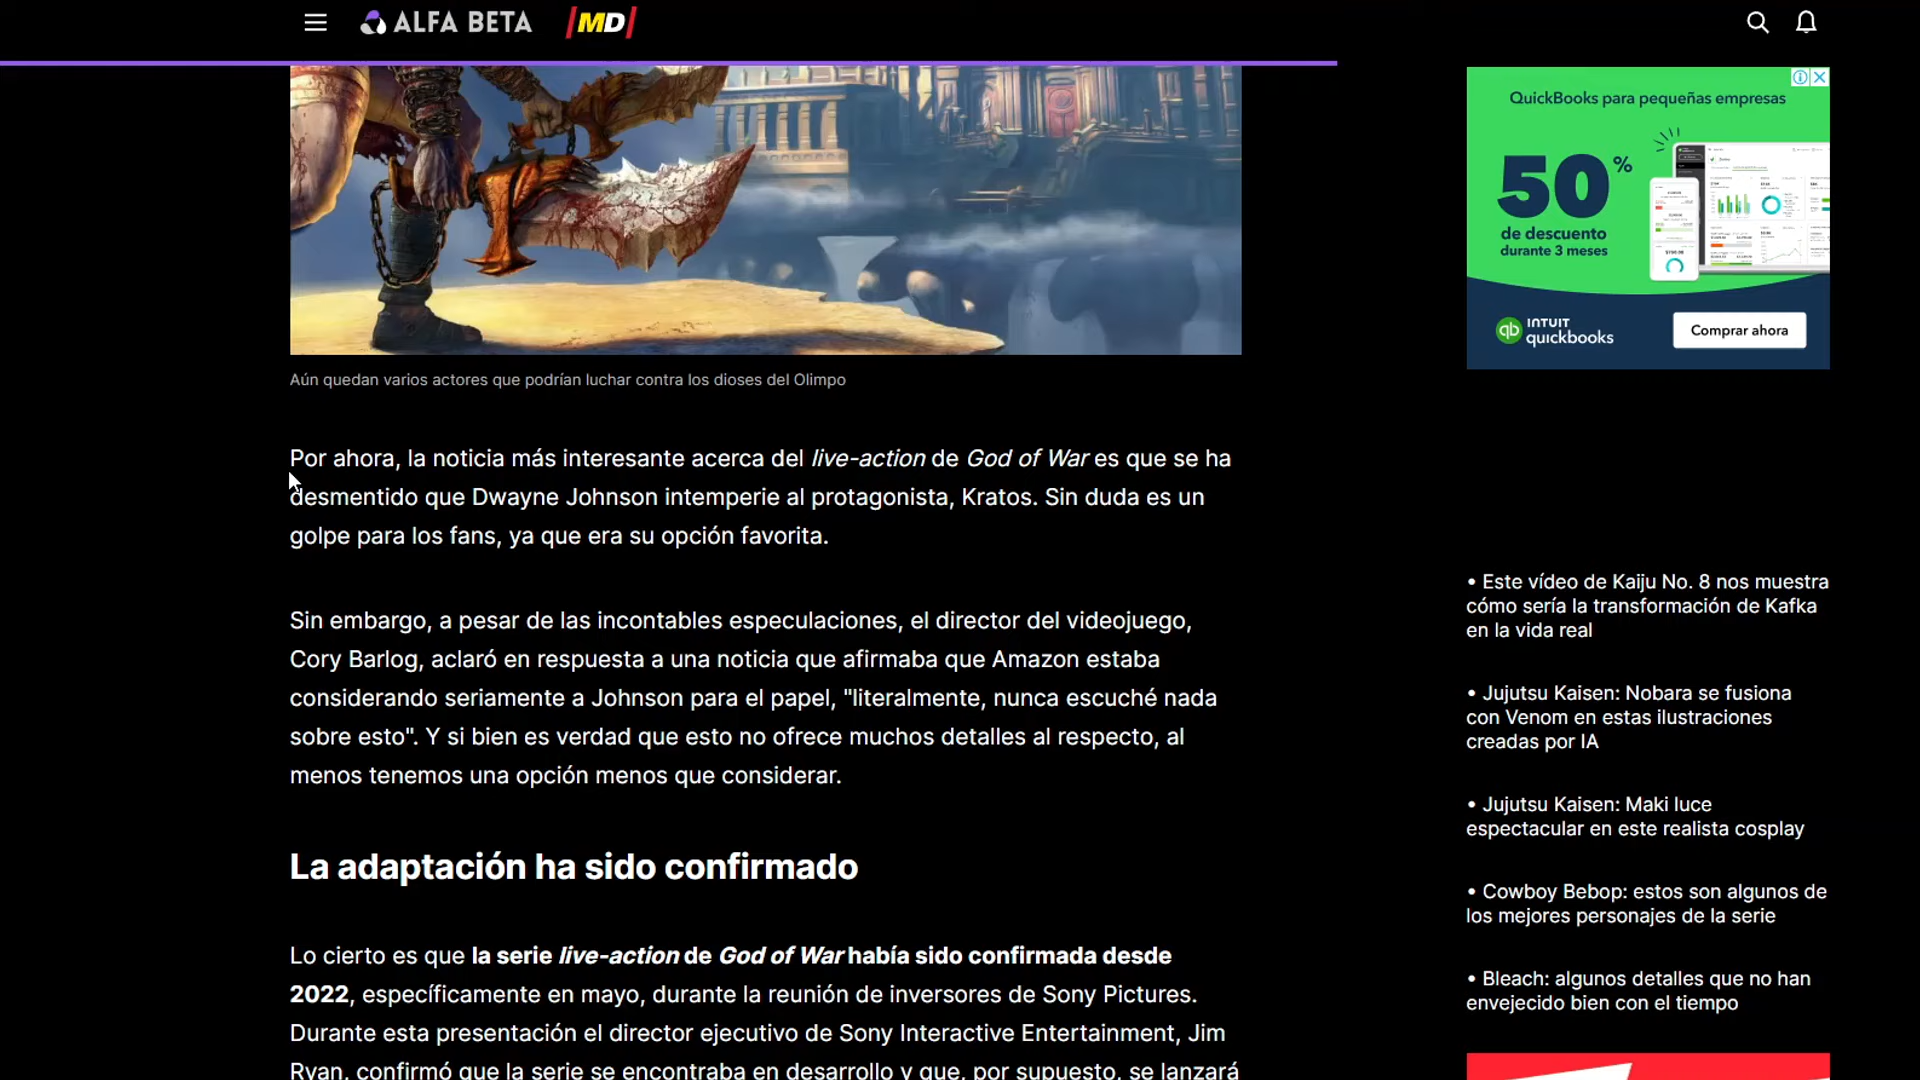 ALFA BETA
MD
QuickBooks para pequeñas empresas
50%
de descuento
durante 3 meses
INTUIT
quickbooks
Comprar ahora
Aún quedan varios actores que podrían luchar contra los dioses del Olimpo
Por ahora, la noticia más interesante acerca del live-action de God of War es que se ha
desmentido que Dwayne Johnson intemperie al protagonista, Kratos. Sin duda es un
golpe para los fans, ya que era su opción favorita.
Sin embargo, a pesar de las incontables especulaciones, el director del videojuego,
Cory Barlog, aclaró en respuesta a una noticia que afirmaba que Amazon estaba
considerando seriamente a Johnson para el papel, "literalmente, nunca escuché nada
sobre esto". Y si bien es verdad que esto no ofrece muchos detalles al respecto, al
menos tenemos una opción menos que considerar.
La adaptación ha sido confirmado
Lo cierto es que la serie live-action de God of War había sido confirmada desde
2022, específicamente en mayo, durante la reunión de inversores de Sony Pictures.
Durante esta presentación el director ejecutivo de Sony Interactive Entertainment, Jim
Ryan, confirmó que la serie se encontraba en desarrollo y que, por supuesto, se lanzará
• Este vídeo de Kaiju No. 8 nos muestra
cómo sería la transformación de Kafka
en la vida real
• Jujutsu Kaisen: Nobara se fusiona
con Venom en estas ilustraciones
creadas por IA
• Jujutsu Kaisen: Maki luce
espectacular en este realista cosplay
• Cowboy Bebop: estos son algunos de
los mejores personajes de la serie
• Bleach: algunos detalles que no han
envejecido bien con el tiempo